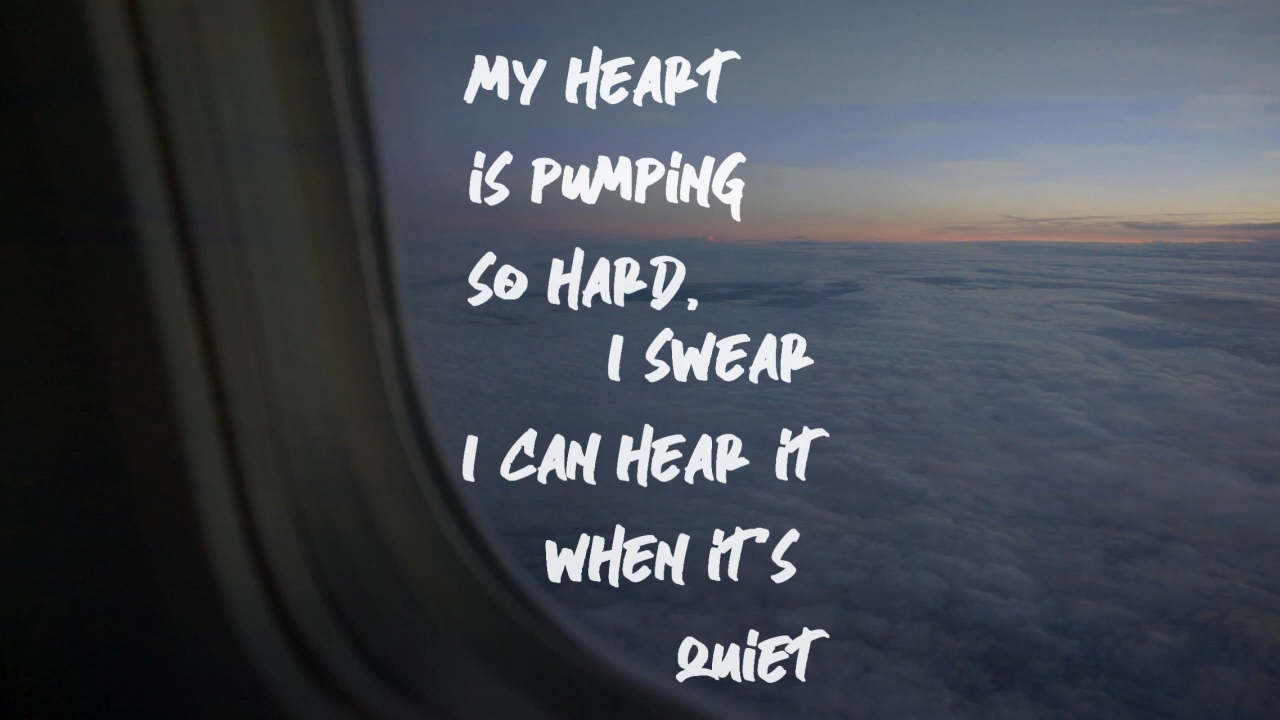 MY HEART
IS PUMPING
SO HARD,
I SWEAR
I CAN HEAR IT
WHEN IT'S
QUIET